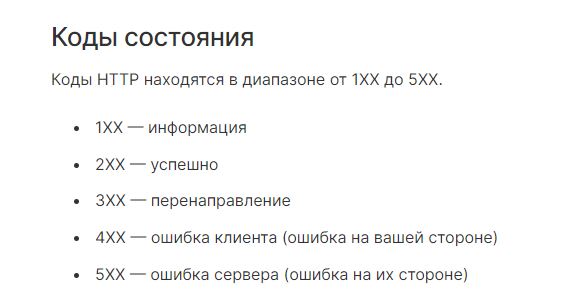 Коды состояния
Коды HTTP находятся в диапазоне от 1XX до 5XX.
• 1XX — информация
• 2XX — успешно
• 3XX — перенаправление
• 4XX — ошибка клиента (ошибка на вашей стороне)
• 5XX — ошибка сервера (ошибка на их стороне)